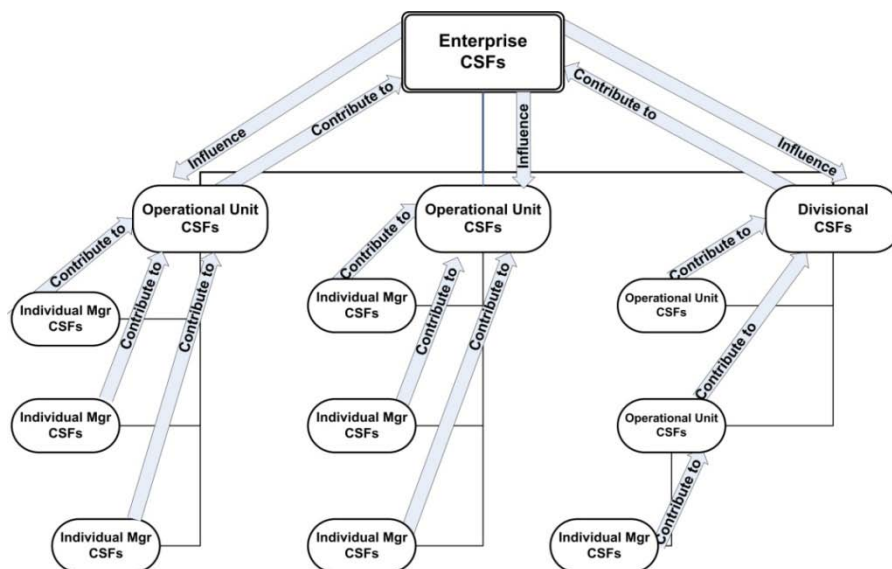 Enterprise
CSFs
Influence
Contribute to
Influence
Contribute to
Influence
Operational Unit
CSFs
Operational Unit
CSFs
Divisional
CSFs
Contribute to
Contribute to
Contribute to
Contribute to
Contribute to
Contribute to
Contribute to
Contribute to
Individual Mgr
CSFs
Individual Mgr
CSFs
Operational Unit
CSFs
Individual Mgr
CSFs
Individual Mgr
CSFs
Operational Unit
CSFs
Contribute to
Individual Mgr
CSFs
Individual Mgr
CSFs
Individual Mgr
CSFs